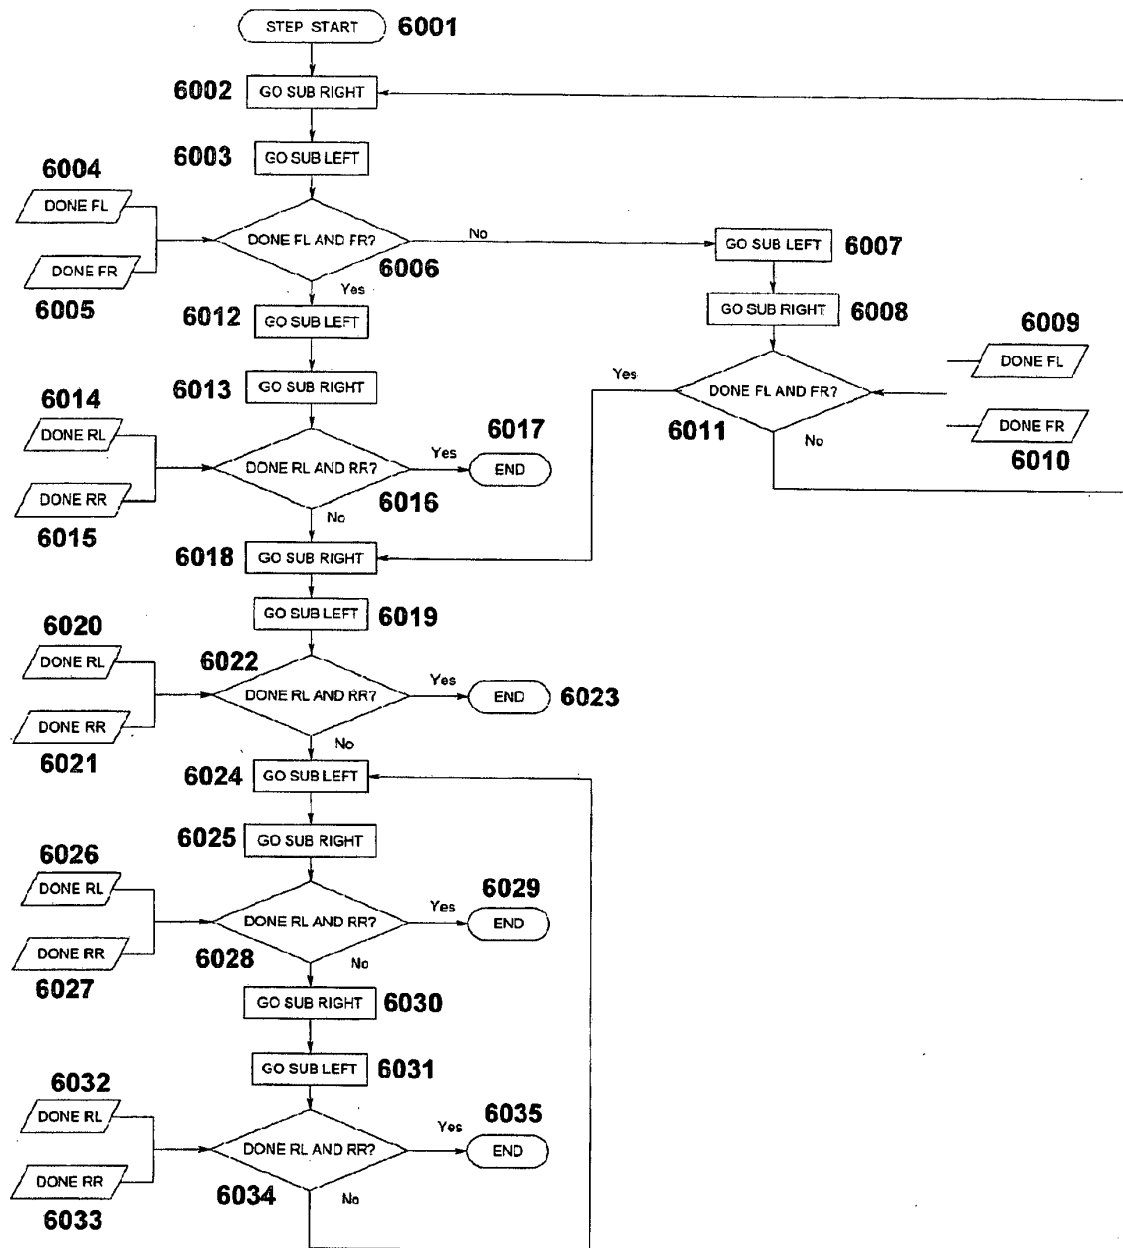 STEP START
6001
6002
GO SUB RIGHT
6003
GO SUB LEFT
6004
DONE FL
DONE FR
6005
DONE FL AND FR?
6006
No
Yes
GO SUB LEFT
6007
GO SUB RIGHT
6008
6009
DONE FL
DONE FR
6010
DONE FL AND FR?
6011
Yes
No
6012
GO SUB LEFT
6013
GO SUB RIGHT
6014
DONE RL
DONE RR
6015
DONE RL AND RR?
6016
Yes
6017
END
No
6018
GO SUB RIGHT
GO SUB LEFT
6019
6020
DONE RL
DONE RR
6021
6022
DONE RL AND RR?
Yes
END
6023
No
6024
GO SUB LEFT
6025
GO SUB RIGHT
6026
DONE RL
DONE RR
6027
DONE RL AND RR?
6028
Yes
6029
END
No
GO SUB RIGHT
6030
GO SUB LEFT
6031
6032
DONE RL
DONE RR
6033
DONE RL AND RR?
6034
Yes
6035
END
No